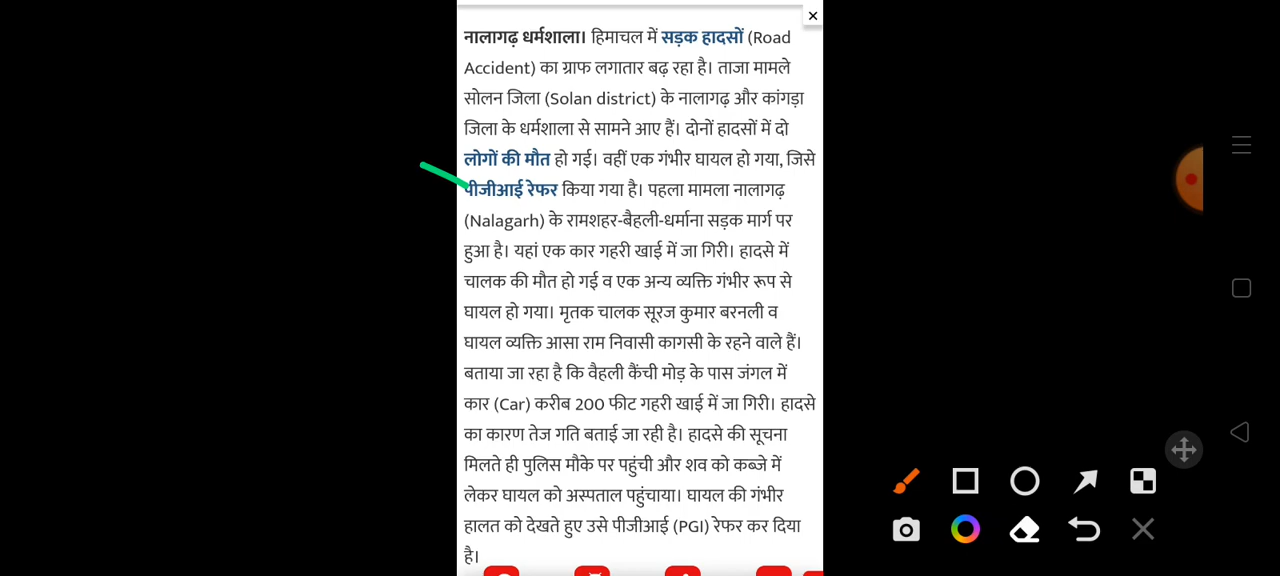 नालागढ़ धर्मशाला। हिमाचल में सड़क हादसों (Road
Accident) का ग्राफ लगातार बढ़ रहा है। ताजा मामले
सोलन जिला (Solan district) के नालागढ़ और कांगड़ा
जिला के धर्मशाला से सामने आए हैं। दोनों हादसों में दो
लोगों की मौत हो गई। वहीं एक गंभीर घायल हो गया, जिसे
पीजीआई रेफर किया गया है। पहला मामला नालागढ़
(Nalagarh) के रामशहर-बैहली-धर्माना सड़क मार्ग पर
हुआ है। यहां एक कार गहरी खाई में जा गिरी। हादसे में
चालक की मौत हो गई व एक अन्य व्यक्ति गंभीर रूप से
घायल हो गया। मृतक चालक सूरज कुमार बरनली व
घायल व्यक्ति आसा राम निवासी कागसी के रहने वाले हैं।
बताया जा रहा है कि वैहली कैंची मोड़ के पास जंगल में
कार (Car) करीब 200 फीट गहरी खाई में जा गिरी। हादसे
का कारण तेज गति बताई जा रही है। हादसे की सूचना
मिलते ही पुलिस मौके पर पहुंची और शव को कब्जे में
लेकर घायल को अस्पताल पहुंचाया। घायल की गंभीर
हालत को देखते हुए उसे पीजीआई (PGI) रेफर कर दिया
है।